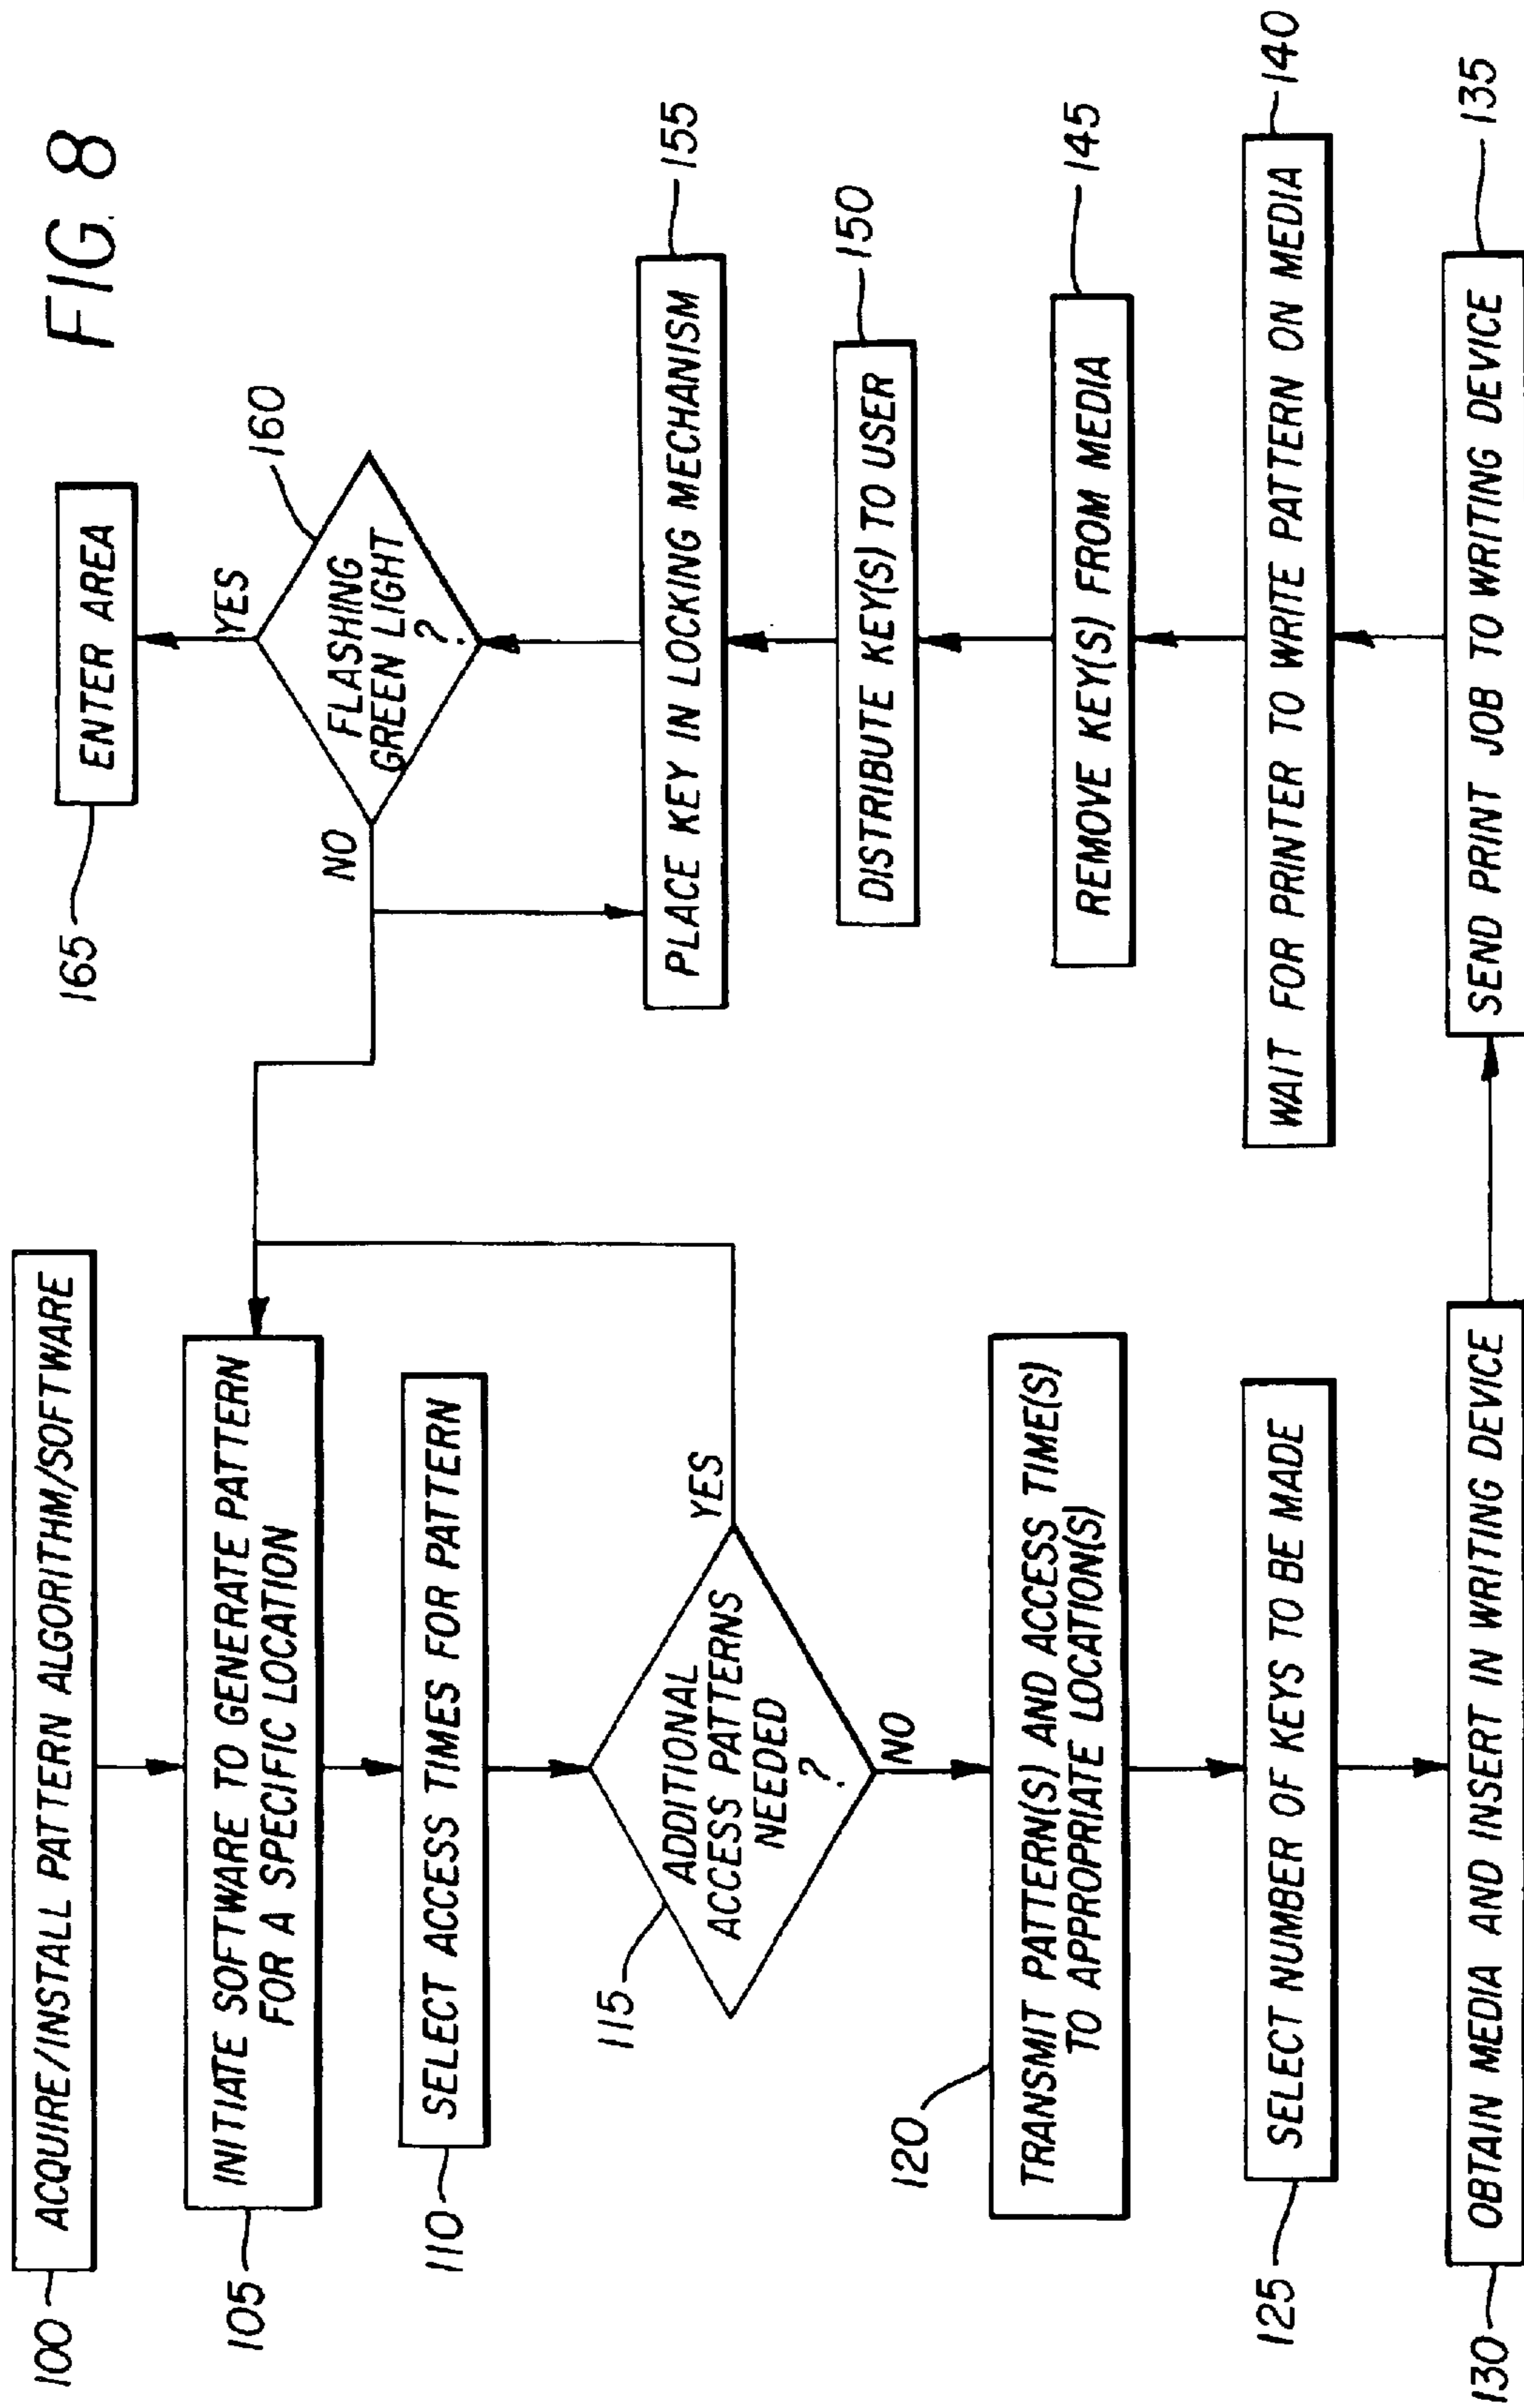 FIG. 8
100
ACQUIRE/INSTALL PATTERN ALGORITHM/SOFTWARE
105
INITIATE SOFTWARE TO GENERATE PATTERN
FOR A SPECIFIC LOCATION
110
SELECT ACCESS TIMES FOR PATTERN
115
ADDITIONAL
ACCESS PATTERNS
NEEDED
?
YES
NO
120
TRANSMIT PATTERN(S) AND ACCESS TIME(S)
TO APPROPRIATE LOCATION(S)
125
SELECT NUMBER OF KEYS TO BE MADE
130
OBTAIN MEDIA AND INSERT IN WRITING DEVICE
165
ENTER AREA
YES
160
FLASHING
GREEN LIGHT
?
NO
155
PLACE KEY IN LOCKING MECHANISM
150
DISTRIBUTE KEY(S) TO USER
145
REMOVE KEY(S) FROM MEDIA
140
WAIT FOR PRINTER TO WRITE PATTERN ON MEDIA
135
SEND PRINT JOB TO WRITING DEVICE